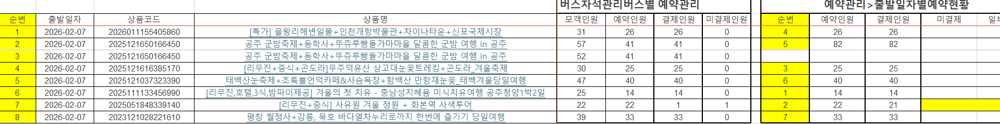 버스자석관리버스별 예약관리 예약관리>출발일자별예약현황
순번 출발일자 상품코드 상품명 모객인원 예약인원 결제인원 미결제인원 순번 예약인원 결제인원 미결제 일부
1 2026-02-07 2026011155405860 [특가] 을왕리해변일몰+인천개항박물관+차이나타운+신포국제시장 31 26 26 0 4 26 26
2 2026-02-07 2025121650166450 공주 군밤축제+동학사+뚜쥬루빵돌가마마을 달콤한 군밤 여행 in 공주 57 41 41 0 5 82 82
3 2026-02-07 2025121650166450 공주 군밤축제+동학사+뚜쥬루빵돌가마마을 달콤한 군밤 여행 in 공주 52 41 41 0
4 2026-02-07 2025121616385170 [리무진+중식+곤도라]무주덕유산 상고대눈꽃트레킹+곤도라_겨울축제 30 25 25 0 3 25 25
5 2026-02-07 2025121037323390 태백산눈축제+초록뿔언덕카페&사슴목장+함백산 만항재눈꽃_태백겨울당일여행 47 40 40 0 6 40 40
6 2026-02-07 2025111133456990 [리무진,호텔,3식,밤파이제공] 겨울의 첫 치유 - 충남성지혜윰 미식치유여행 공주청양1박2일 25 14 14 0 1 14 14
7 2026-02-07 2025051848339140 [리무진+중식] 사유원 겨울 정원 + 화본역 사색투어 22 22 1 1 2 22 21
8 2026-02-07 2023121028221610 평창 월정사+강릉, 묵호 바다열차누리로까지 한번에 즐기기 당일여행 39 33 33 0 7 33 33